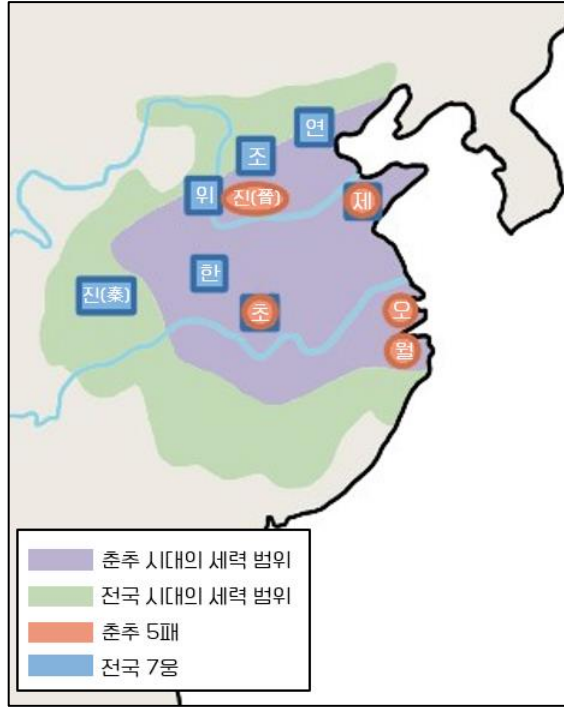 연
조
위
진(晉)
제
한
진(秦)
초
오
월
춘추 시대의 세력 범위
전국 시대의 세력 범위
춘추 5패
전국 7웅